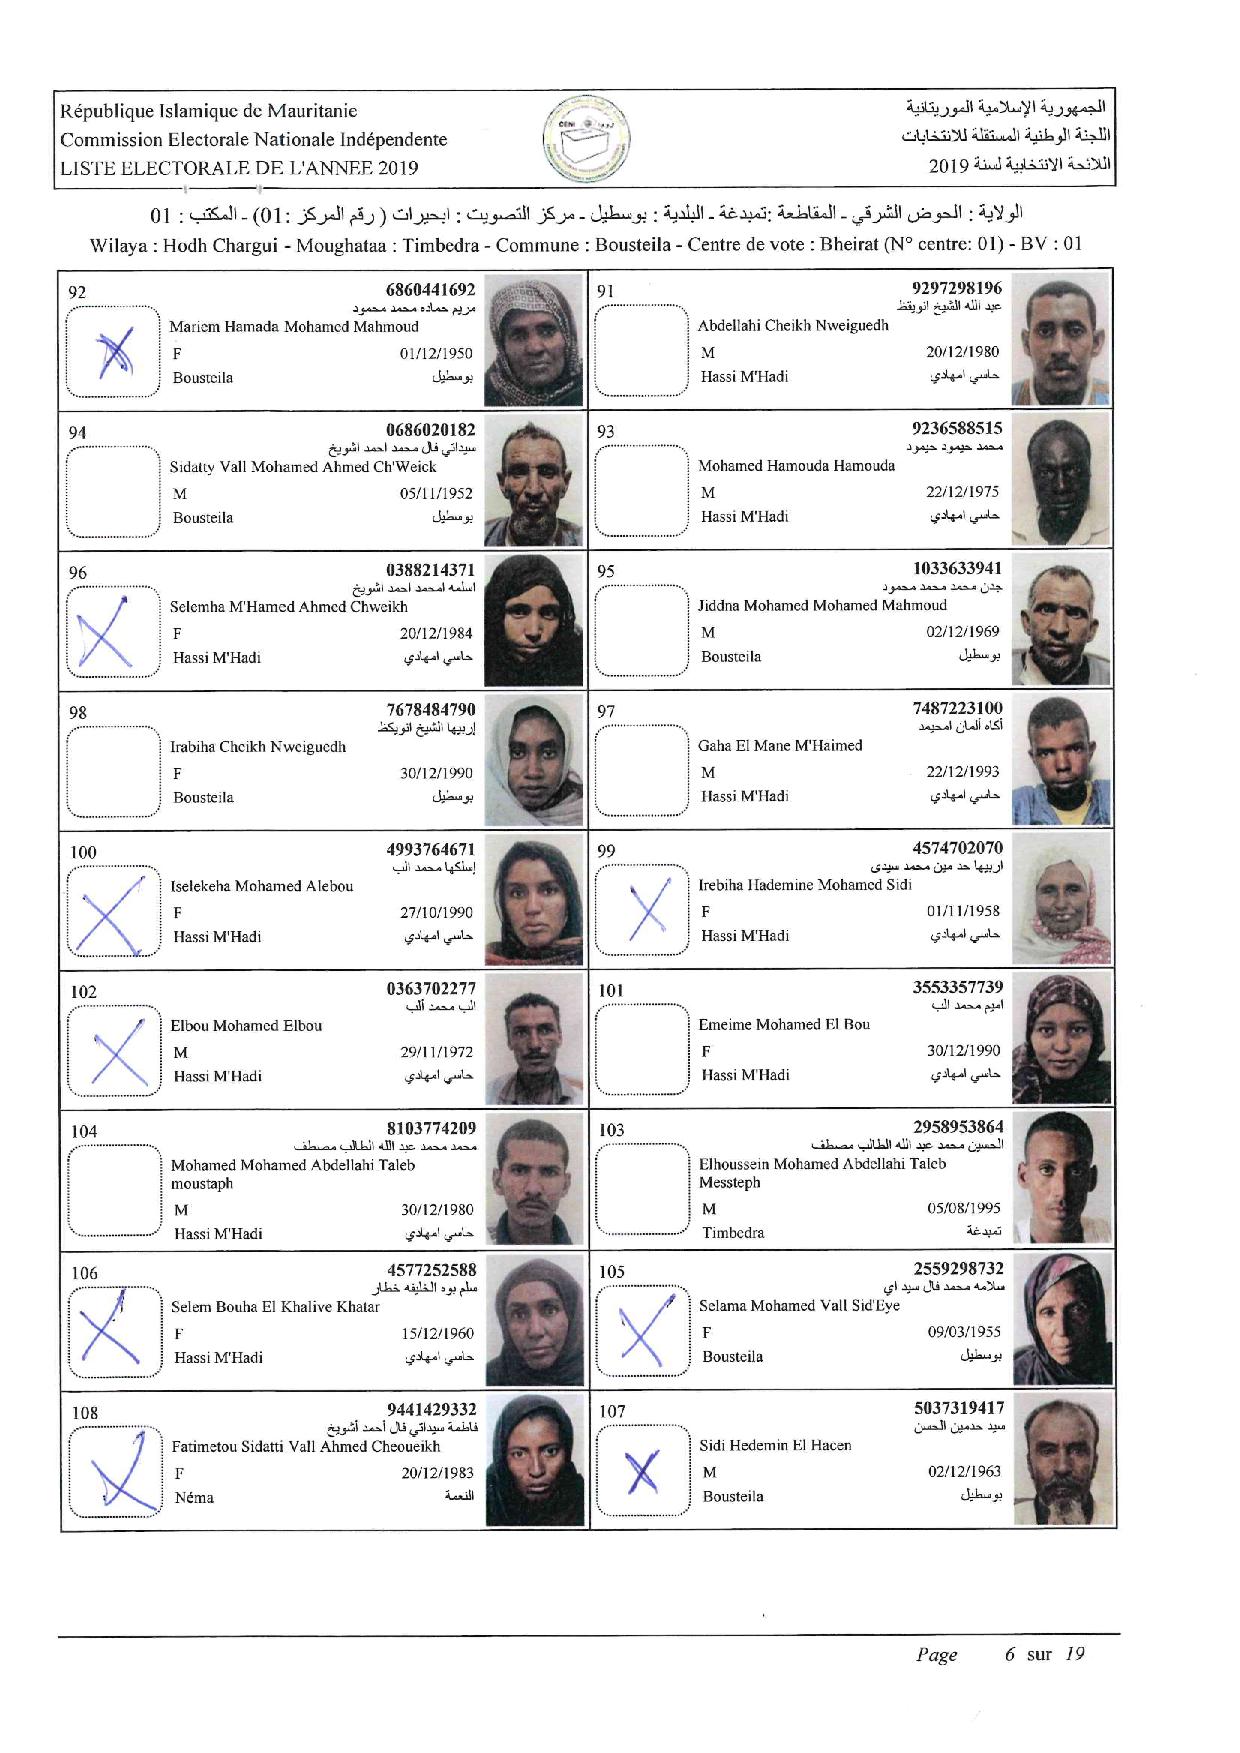 République Islamique de Mauritanie
الجمهورية الإسلامية الموريتانية
Commission Electorale Nationale Indépendente
اللجنة الوطنية المستقلة للانتخابات
LISTE ELECTORALE DE L'ANNEE 2019
اللائحة الانتخابية لسنة 2019
CENI
الولاية : الحوض الشرقي - المقاطعة :تمبدغة - البلدية : بوسطيل - مركز التصويت : ابحيرات ( رقم المركز :01) - المكتب : 01
Wilaya : Hodh Chargui - Moughataa : Timbedra - Commune : Bousteila - Centre de vote : Bheirat (N° centre: 01) - BV : 01
92 6860441692
مريم حماده محمد محمود
Mariem Hamada Mohamed Mahmoud
F 01/12/1950
Bousteila بوسطيل
91 9297298196
عبد الله الشيخ انويقظ
Abdellahi Cheikh Nweiguedh
M 20/12/1980
Hassi M'Hadi حاسي امهادي
94 0686020182
سيداتي فال محمد احمد اشويخ
Sidatty Vall Mohamed Ahmed Ch'Weick
M 05/11/1952
Bousteila بوسطيل
93 9236588515
محمد حيمود حيمود
Mohamed Hamouda Hamouda
M 22/12/1975
Hassi M'Hadi حاسي امهادي
96 0388214371
اسلمه امحمد احمد اشويخ
Selemha M'Hamed Ahmed Chweikh
F 20/12/1984
Hassi M'Hadi حاسي امهادي
95 1033633941
جدن محمد محمد محمود
Jiddna Mohamed Mohamed Mahmoud
M 02/12/1969
Bousteila بوسطيل
98 7678484790
إربيها الشيخ انويكظ
Irabiha Cheikh Nweiguedh
F 30/12/1990
Bousteila بوسطيل
97 7487223100
أكاه ألمان امحيمد
Gaha El Mane M'Haimed
M 22/12/1993
Hassi M'Hadi حاسي امهادي
100 4993764671
إسلكها محمد الب
Iselekeha Mohamed Alebou
F 27/10/1990
Hassi M'Hadi حاسي امهادي
99 4574702070
اربيها حد مين محمد سيدى
Irebiha Hademine Mohamed Sidi
F 01/11/1958
Hassi M'Hadi حاسي امهادي
102 0363702277
الب محمد ألب
Elbou Mohamed Elbou
M 29/11/1972
Hassi M'Hadi حاسي امهادي
101 3553357739
اميم محمد الب
Emeime Mohamed El Bou
F 30/12/1990
Hassi M'Hadi حاسي امهادي
104 8103774209
محمد محمد عبد الله الطالب مصطف
Mohamed Mohamed Abdellahi Taleb
moustaph
M 30/12/1980
Hassi M'Hadi حاسي امهادي
103 2958953864
الحسين محمد عبد الله الطالب مصطف
Elhoussein Mohamed Abdellahi Taleb
Messteph
M 05/08/1995
Timbedra تمبدغة
106 4577252588
سلم بوه الخليفه خطار
Selem Bouha El Khalive Khatar
F 15/12/1960
Hassi M'Hadi حاسي امهادي
105 2559298732
سلامه محمد فال سيد اي
Selama Mohamed Vall Sid'Eye
F 09/03/1955
Bousteila بوسطيل
108 9441429332
فاطمة سيداتي فال أحمد أشويخ
Fatimetou Sidatti Vall Ahmed Cheoueikh
F 20/12/1983
Néma النعمة
107 5037319417
سيد حدمين الحسن
Sidi Hedemin El Hacen
M 02/12/1963
Bousteila بوسطيل
Page 6 sur 19